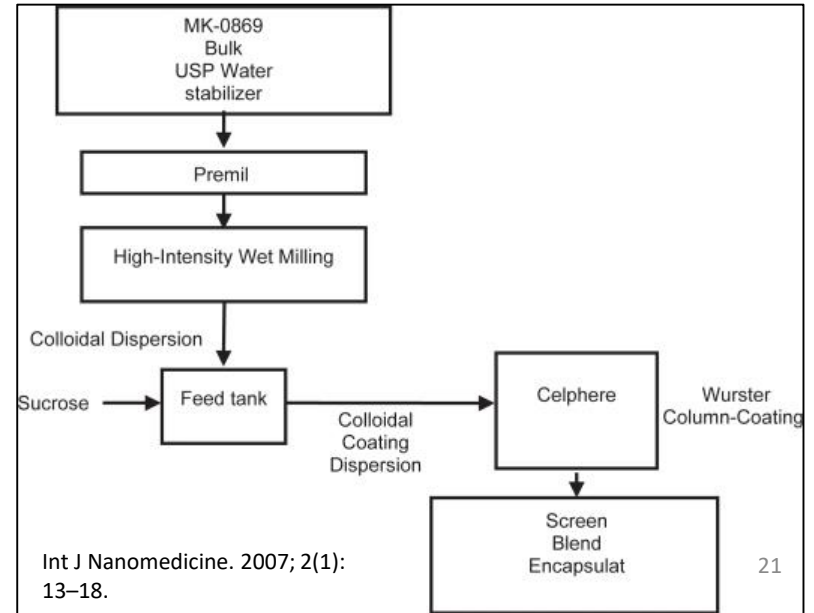 MK-0869
Bulk
USP Water
stabilizer
Premil
High-Intensity Wet Milling
Colloidal Dispersion
Sucrose
Feed tank
Colloidal
Coating
Dispersion
Celphere
Wurster
Column-Coating
Screen
Blend
Encapsulat
Int J Nanomedicine. 2007; 2(1):
13–18.
21